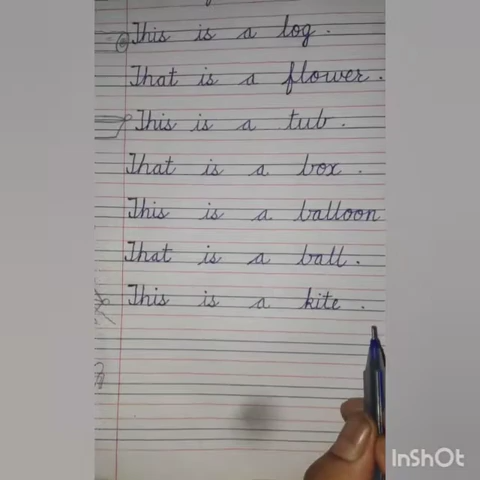 This is a log.
That is a flower.
This is a tub.
That is a box.
This is a balloon
That is a ball.
This is a kite.
InShOt